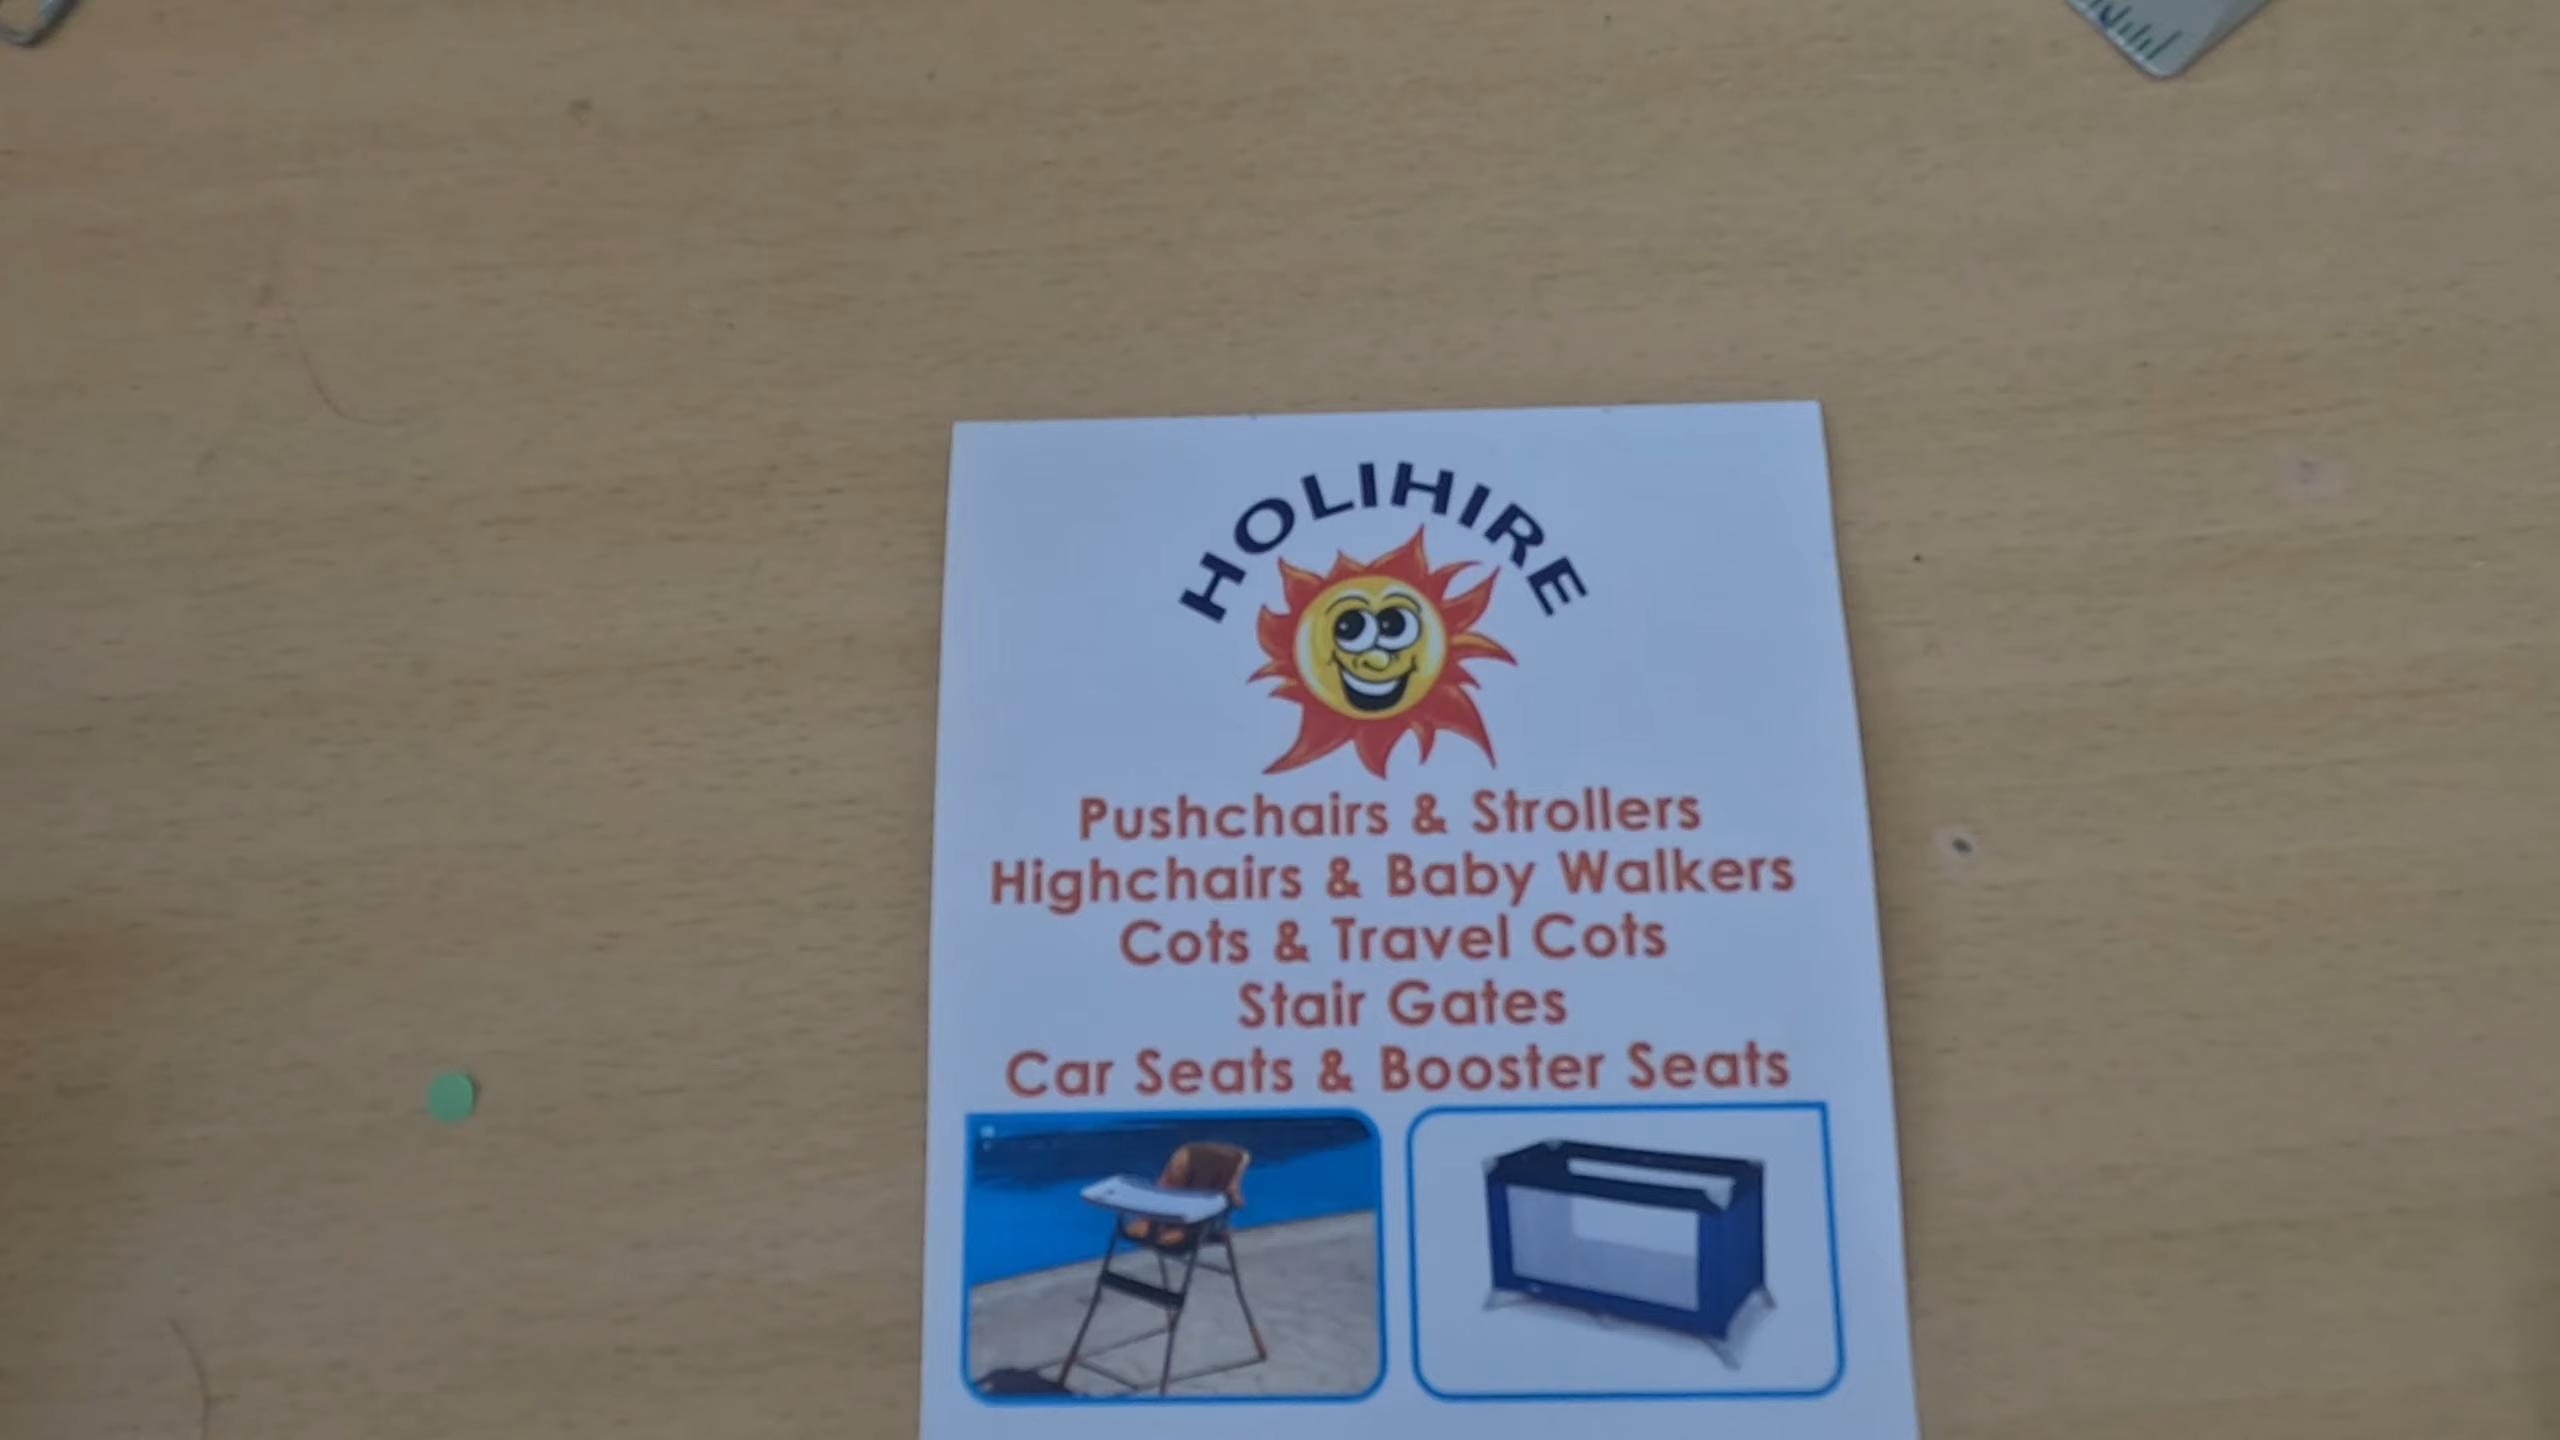 HOLIHIRE
Pushchairs & Strollers
Highchairs & Baby Walkers
Cots & Travel Cots
Stair Gates
Car Seats & Booster Seats